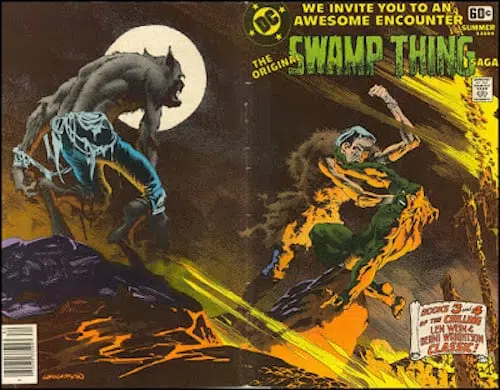 WE INVITE YOU TO AN
AWESOME ENCOUNTER
DC
60¢
SUMMER
THE
ORIGINAL
SWAMP THING
SAGA
BOOKS 3 and 4
OF THE CHILLING
LEN WEIN &
BERNI WRIGHTSON
CLASSIC!
WRIGHTSON